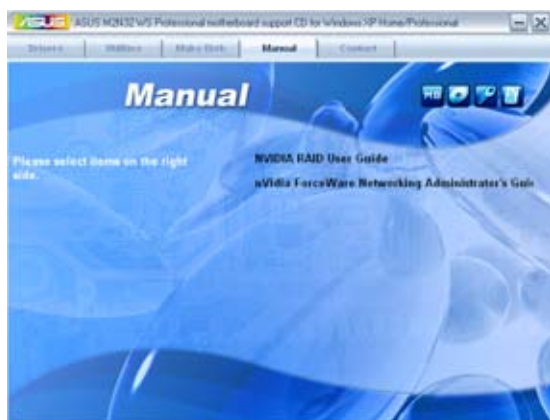 ASUS M2N32 WS Professional motherboard support CD for Windows XP Home/Professional
Drivers Utilities Make Disk Manual Contact
Manual
Please select items on the right
side.
NVIDIA RAID User Guide
nVidia ForceWare Networking Administrator's Guid